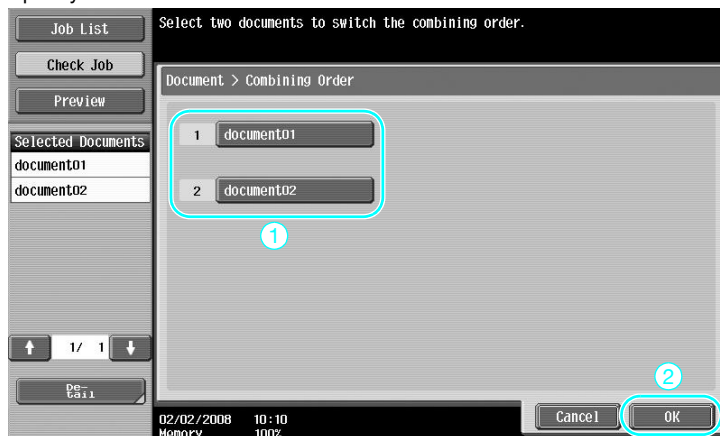 Job List
Select two documents to switch the combining order.
Check Job
Document > Combining Order
Preview
Selected Documents
document01
document02
1 document01
2 document02
1
1/ 1
De-
tail
2
Cancel
OK
02/02/2008 10:10
Memory 100%